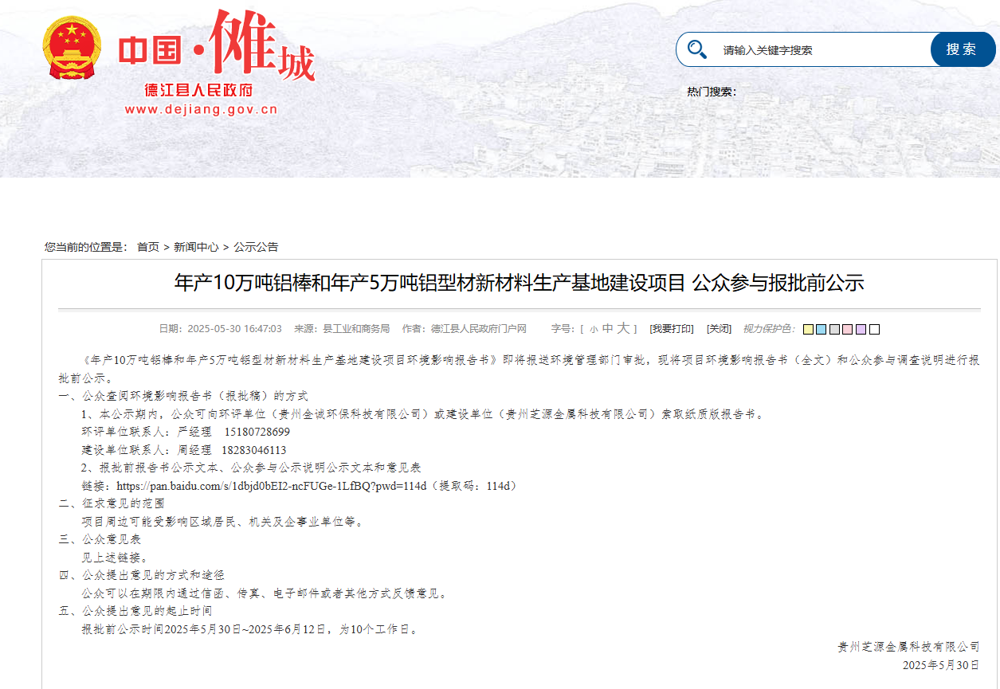 中国·傩城
德江县人民政府
www.dejiang.gov.cn
请输入关键字搜索
搜索
热门搜索：
您当前的位置是： 首页 > 新闻中心 > 公示公告
年产10万吨铝棒和年产5万吨铝型材新材料生产基地建设项目 公众参与报批前公示
日期：2025-05-30 16:47:03 来源：县工业和商务局 作者：德江县人民政府门户网 字号：[ 小 中 大 ] [我要打印] [关闭] 视力保护色：
《年产10万吨铝棒和年产5万吨铝型材新材料生产基地建设项目环境影响报告书》即将报送环境管理部门审批，现将项目环境影响报告书（全文）和公众参与调查说明进行报
批前公示。
一、公众查阅环境影响报告书（报批稿）的方式
1、本公示期内，公众可向环评单位（贵州金诚环保科技有限公司）或建设单位（贵州芝源金属科技有限公司）索取纸质版报告书。
环评单位联系人：严经理 15180728699
建设单位联系人：周经理 18283046113
2、报批前报告书公示文本、公众参与公示说明公示文本和意见表
链接：https://pan.baidu.com/s/1dbjd0bEI2-ncFUGe-1LfBQ?pwd=114d（提取码：114d）
二、征求意见的范围
项目周边可能受影响区域居民、机关及企事业单位等。
三、公众意见表
见上述链接。
四、公众提出意见的方式和途径
公众可以在期限内通过信函、传真、电子邮件或者其他方式反馈意见。
五、公众提出意见的起止时间
报批前公示时间2025年5月30日~2025年6月12日，为10个工作日。
贵州芝源金属科技有限公司
2025年5月30日